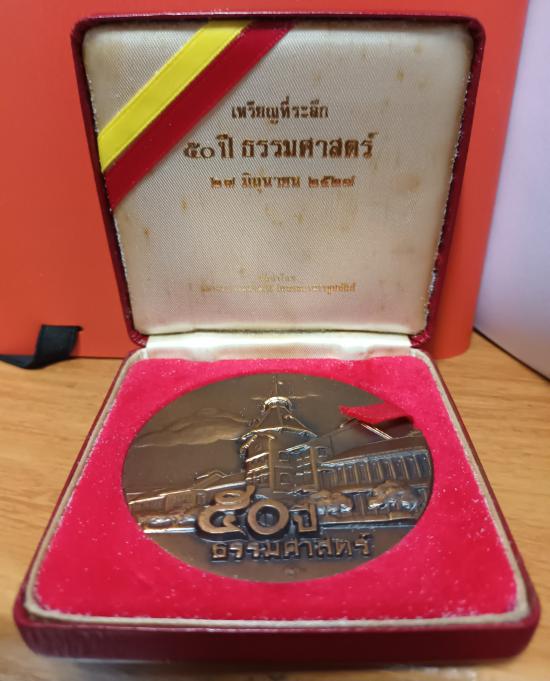 เหรียญที่ระลึก
๕๐ ปี ธรรมศาสตร์
๒๗ มิถุนายน ๒๕๒๗
๕๐ ปี
ธรรมศาสตร์